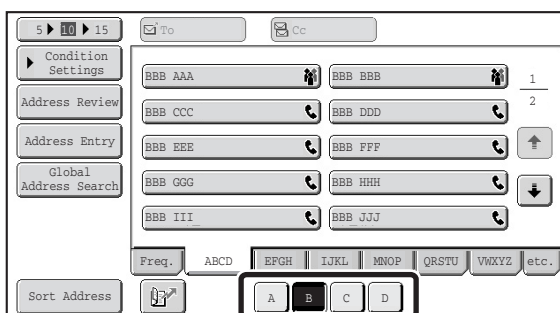 5 10 15
To
Cc
Condition
Settings
Address Review
Address Entry
Global
Address Search
Sort Address
BBB AAA
BBB BBB
BBB CCC
BBB DDD
BBB EEE
BBB FFF
BBB GGG
BBB HHH
BBB III
BBB JJJ
1
2
Freq. ABCD EFGH IJKL MNOP QRSTU VWXYZ etc.
A B C D